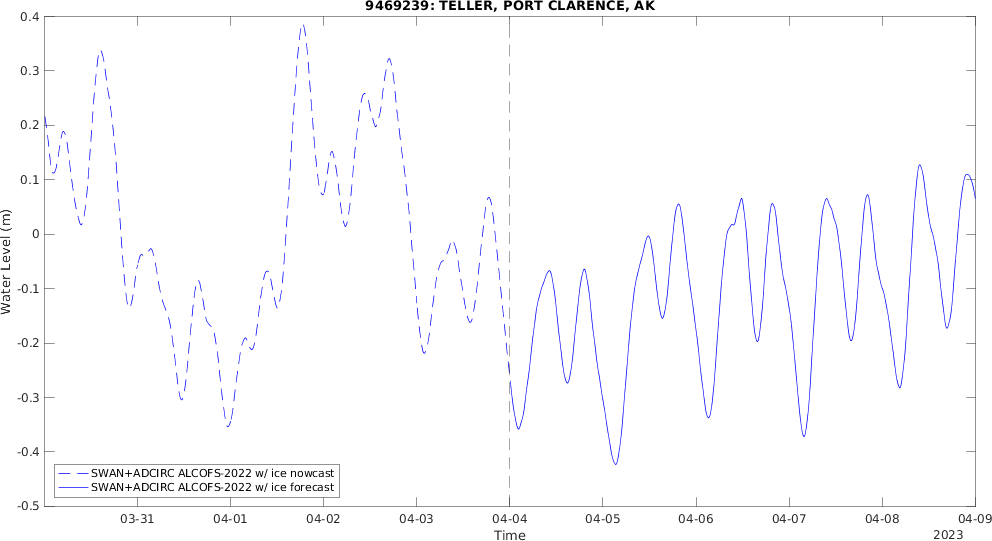 9469239: TELLER, PORT CLARENCE, AK
0.4
0.3
0.2
0.1
0
-0.1
-0.2
-0.3
-0.4
-0.5
Water Level (m)
SWAN+ADCIRC ALCOFS-2022 w/ ice nowcast
SWAN+ADCIRC ALCOFS-2022 w/ ice forecast
03-31 04-01 04-02 04-03 04-04 04-05 04-06 04-07 04-08 04-09
Time
2023